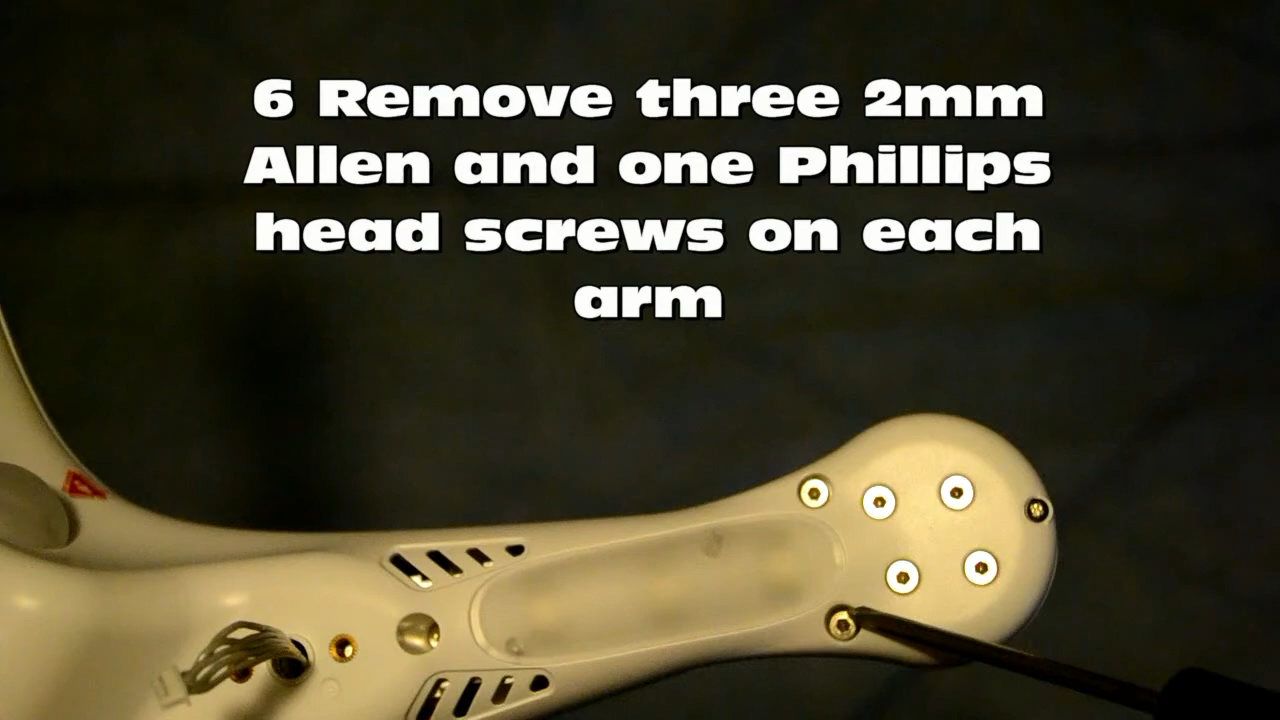 6 Remove three 2mm
Allen and one Phillips
head screws on each
arm